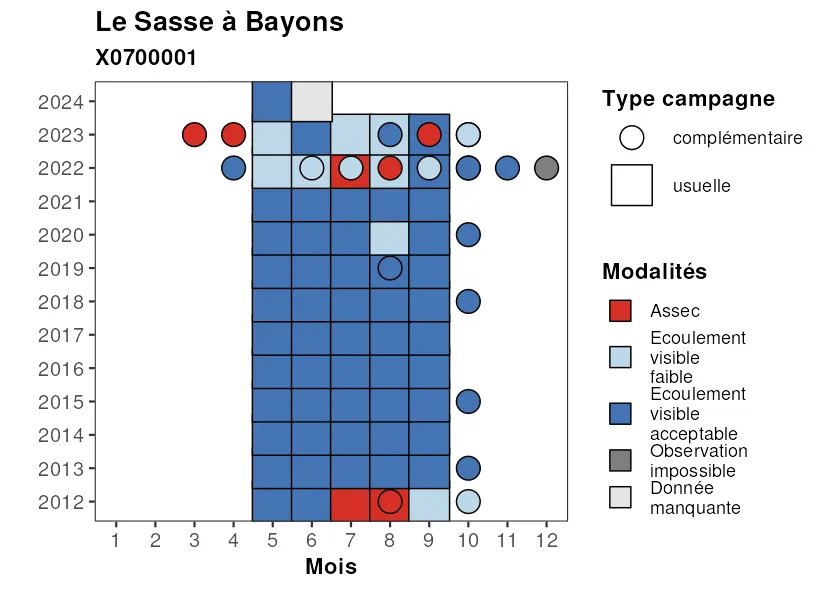 Le Sasse à Bayons
X0700001
2024
2023
2022
2021
2020
2019
2018
2017
2016
2015
2014
2013
2012
1 2 3 4 5 6 7 8 9 10 11 12
Mois
Type campagne
complémentaire
usuelle
Modalités
Assec
Ecoulement
visible
faible
Ecoulement
visible
acceptable
Observation
impossible
Donnée
manquante